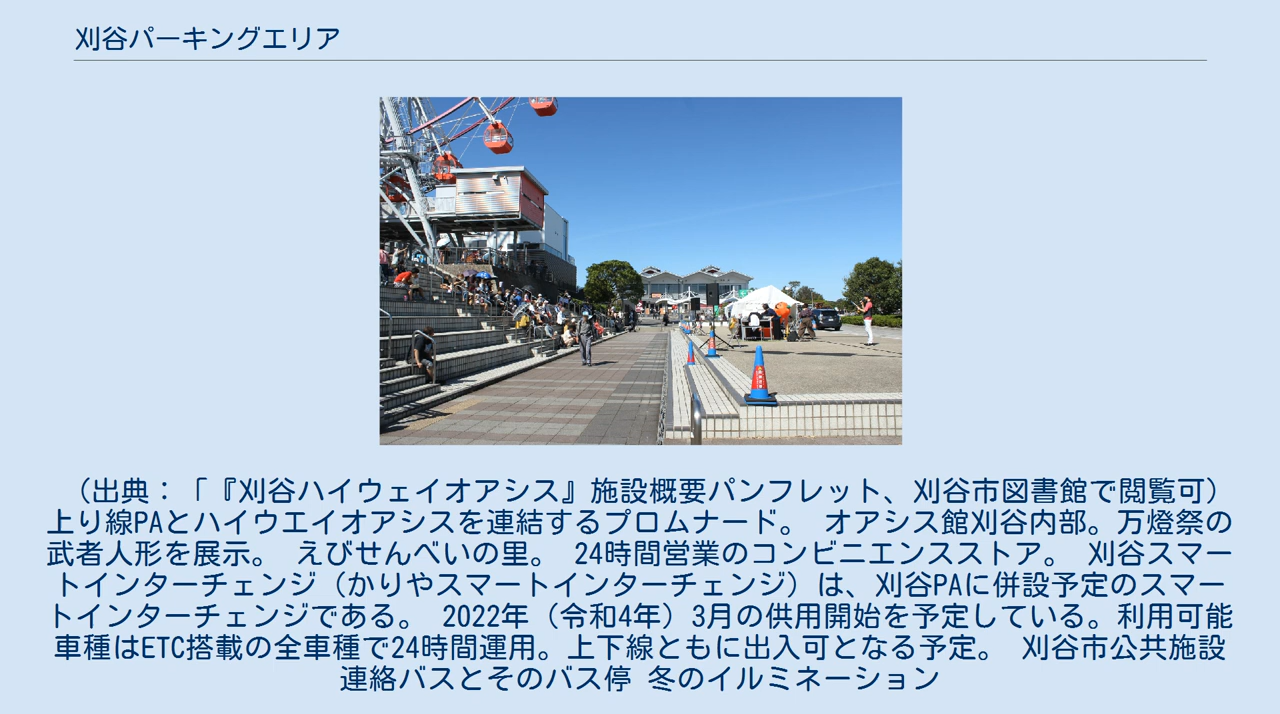 刈谷パーキングエリア
（出典：「『刈谷ハイウェイオアシス』施設概要パンフレット、刈谷市図書館で閲覧可）
上り線PAとハイウエイオアシスを連結するプロムナード。 オアシス館刈谷内部。万燈祭の
武者人形を展示。 えびせんべいの里。 24時間営業のコンビニエンスストア。 刈谷スマー
トインターチェンジ（かりやスマートインターチェンジ）は、刈谷PAに併設予定のスマー
トインターチェンジである。 2022年（令和4年）3月の供用開始を予定している。利用可能
車種はETC搭載の全車種で24時間運用。上下線ともに出入可となる予定。 刈谷市公共施設
連絡バスとそのバス停 冬のイルミネーション